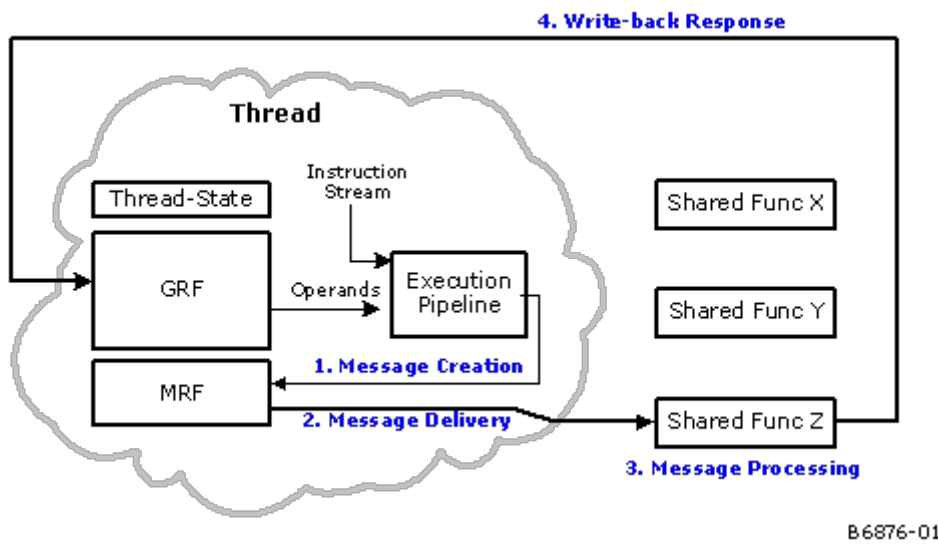 4. Write-back Response
Thread
Instruction
Stream
Thread-State
Shared Func X
GRF
Operands
Execution
Pipeline
Shared Func Y
1. Message Creation
MRF
2. Message Delivery
Shared Func Z
3. Message Processing
B6876-01